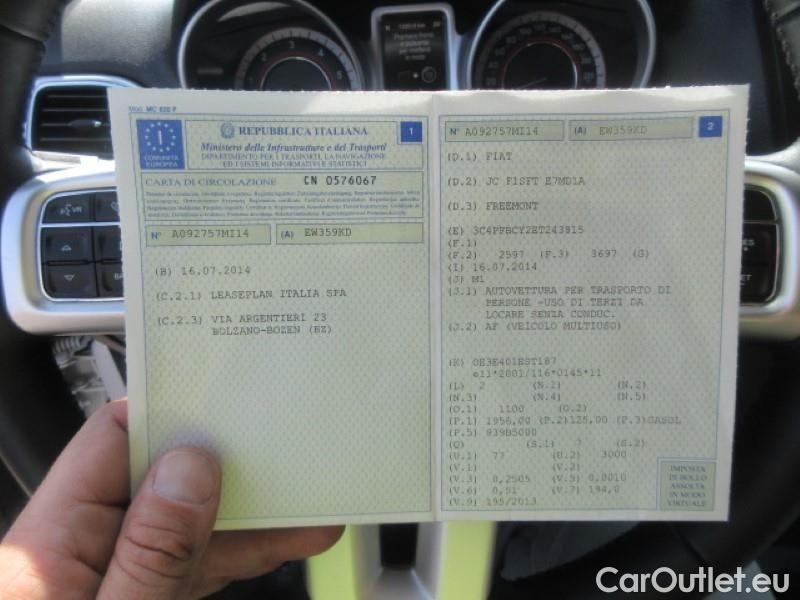 Mod. MC 820 F
I
COMUNITÀ
EUROPEA
REPUBBLICA ITALIANA
1
Ministero delle Infrastrutture e dei Trasporti
DIPARTIMENTO PER I TRASPORTI, LA NAVIGAZIONE
ED I SISTEMI INFORMATIVI E STATISTICI
CARTA DI CIRCOLAZIONE CN 0576067
N° A092757MI14 (A) EW359KD
(B) 16.07.2014
(C.2.1) LEASEPLAN ITALIA SPA
(C.2.3) VIA ARGENTIERI 23
BOLZANO-BOZEN (BZ)
N° A092757MI14 (A) EW359KD 2
(D.1) FIAT
(D.2) JC F1SFT E7MD1A
(D.3) FREEMONT
(E) 3C4PFBCY2ET243815
(F.1)
(F.2) 2597 (F.3) 3697 (G)
(I) 16.07.2014
(J) M1
(J.1) AUTOVETTURA PER TRASPORTO DI
PERSONE -USO DI TERZI DA
LOCARE SENZA CONDUC.
(J.2) AF (VEICOLO MULTIUSO)
(K) OE3E401EST187
e11*2001/116*0145*11
(L) 2 (N.1) (N.2)
(N.3) (N.4) (N.5)
(O.1) 1100 (O.2)
(P.1) 1956,00 (P.2)125,00 (P.3)GASOL
(P.5) 939B5000
(Q) (S.1) 7 (S.2)
(U.1) 77 (U.2) 3000
(V.1) (V.2)
(V.3) 0,2505 (V.5) 0,0010
(V.6) 0,51 (V.7) 194,0
(V.9) 195/2013
IMPOSTA
DI BOLLO
ASSOLTA
IN MODO
VIRTUALE
CarOutlet.eu